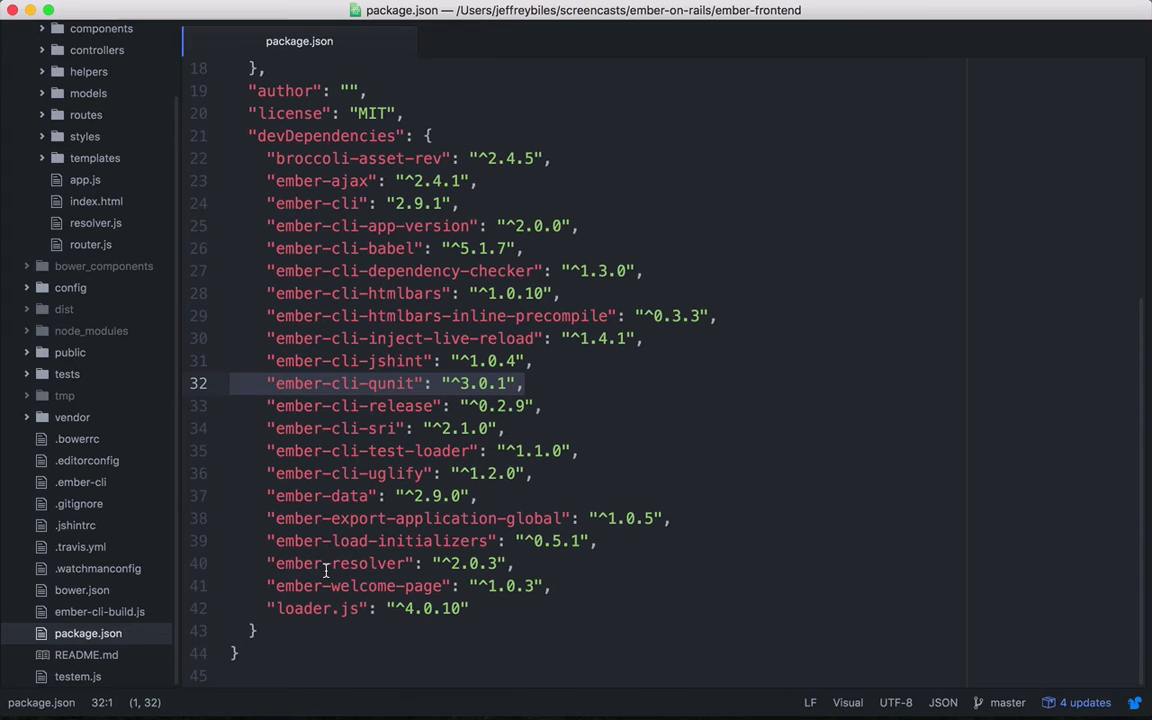 package.json — /Users/jeffreybiles/screencasts/ember-on-rails/ember-frontend
components
controllers
helpers
models
routes
styles
templates
app.js
index.html
resolver.js
router.js
bower_components
config
dist
node_modules
public
tests
tmp
vendor
.bowerrc
.editorconfig
.ember-cli
.gitignore
.jshintrc
.travis.yml
.watchmanconfig
bower.json
ember-cli-build.js
package.json
README.md
testem.js
package.json
18 },
19 "author": "",
20 "license": "MIT",
21 "devDependencies": {
22 "broccoli-asset-rev": "^2.4.5",
23 "ember-ajax": "^2.4.1",
24 "ember-cli": "2.9.1",
25 "ember-cli-app-version": "^2.0.0",
26 "ember-cli-babel": "^5.1.7",
27 "ember-cli-dependency-checker": "^1.3.0",
28 "ember-cli-htmlbars": "^1.0.10",
29 "ember-cli-htmlbars-inline-precompile": "^0.3.3",
30 "ember-cli-inject-live-reload": "^1.4.1",
31 "ember-cli-jshint": "^1.0.4",
32 "ember-cli-qunit": "^3.0.1",
33 "ember-cli-release": "^0.2.9",
34 "ember-cli-sri": "^2.1.0",
35 "ember-cli-test-loader": "^1.1.0",
36 "ember-cli-uglify": "^1.2.0",
37 "ember-data": "^2.9.0",
38 "ember-export-application-global": "^1.0.5",
39 "ember-load-initializers": "^0.5.1",
40 "ember-resolver": "^2.0.3",
41 "ember-welcome-page": "^1.0.3",
42 "loader.js": "^4.0.10"
43 }
44 }
45
package.json 32:1 (1, 32) LF Visual UTF-8 JSON master 4 updates